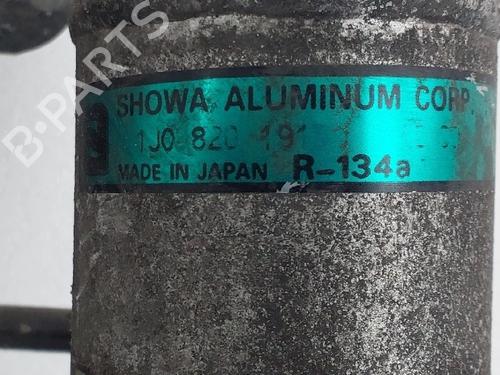 B-PARTS
SHOWA ALUMINUM CORP
1J0 820 191
MADE IN JAPAN R-134a